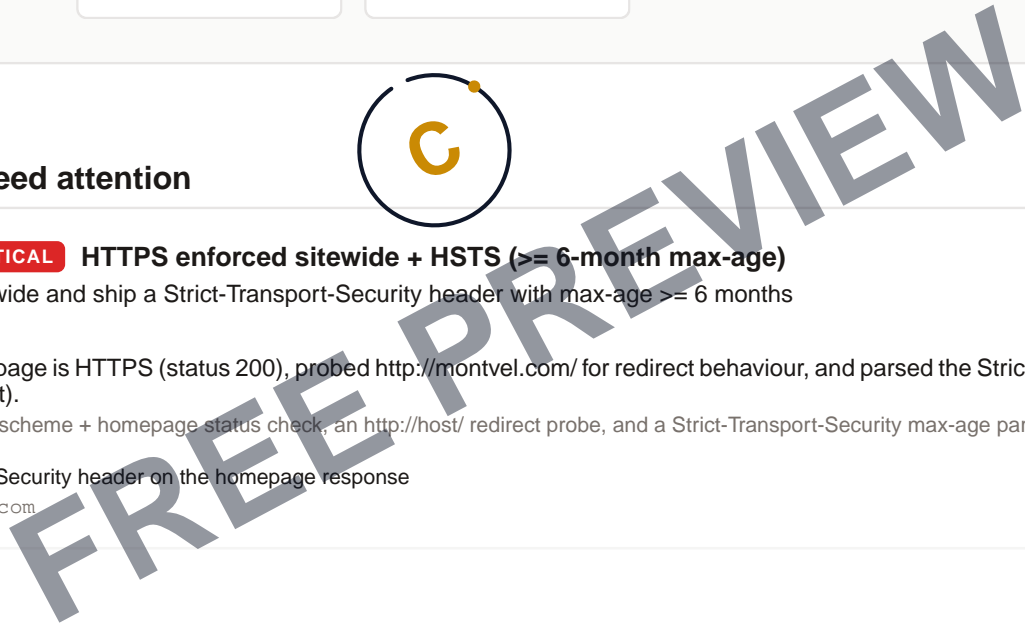 C
eed attention
TICAL HTTPS enforced sitewide + HSTS (>= 6-month max-age)
wide and ship a Strict-Transport-Security header with max-age >= 6 months
page is HTTPS (status 200), probed http://montvel.com/ for redirect behaviour, and parsed the Stric
t).
scheme + homepage status check, an http://host/ redirect probe, and a Strict-Transport-Security max-age par
Security header on the homepage response
com
FREE PREVIEW